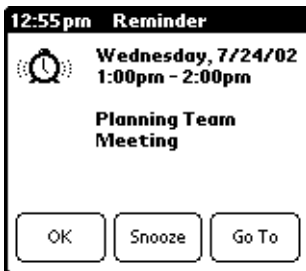 12:55pm Reminder
Wednesday, 7/24/02
1:00pm - 2:00pm
Planning Team
Meeting
OK Snooze Go To